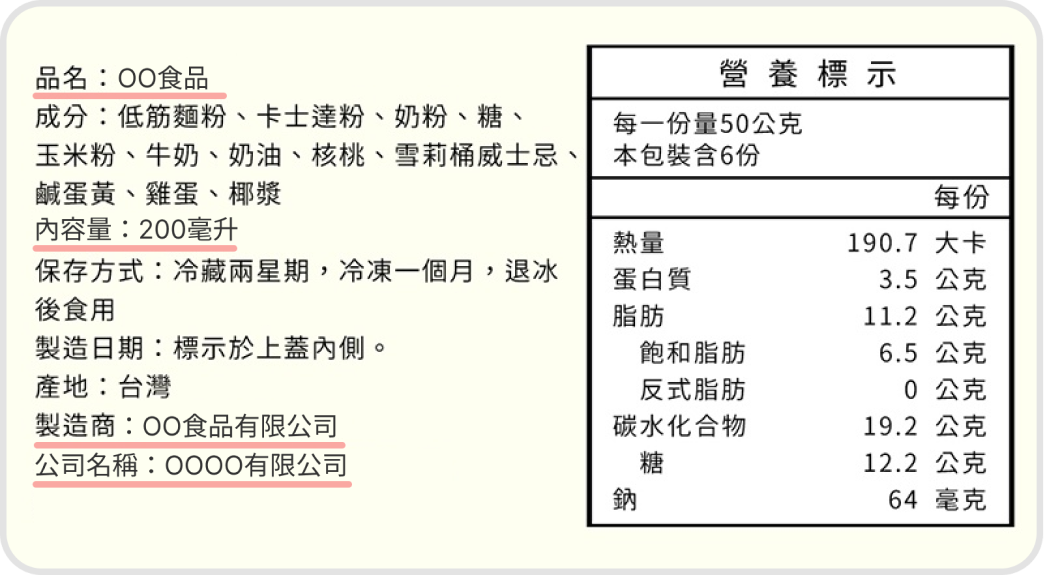 品名：OO食品
成分：低筋麵粉、卡士達粉、奶粉、糖、
玉米粉、牛奶、奶油、核桃、雪莉桶威士忌、
鹹蛋黃、雞蛋、椰漿
內容量：200毫升
保存方式：冷藏兩星期，冷凍一個月，退冰
後食用
製造日期：標示於上蓋內側。
產地：台灣
製造商：OO食品有限公司
公司名稱：OOOO有限公司
營養標示
每一份量50公克
本包裝含6份
每份
熱量 190.7 大卡
蛋白質 3.5 公克
脂肪 11.2 公克
飽和脂肪 6.5 公克
反式脂肪 0 公克
碳水化合物 19.2 公克
糖 12.2 公克
鈉 64 毫克